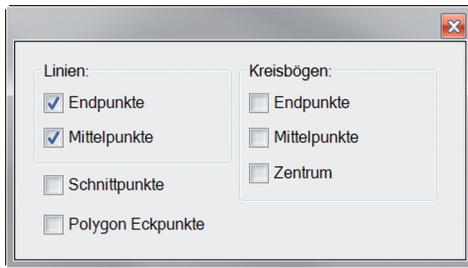 Linien:
Endpunkte
Mittelpunkte
Schnittpunkte
Polygon Eckpunkte
Kreisbögen:
Endpunkte
Mittelpunkte
Zentrum